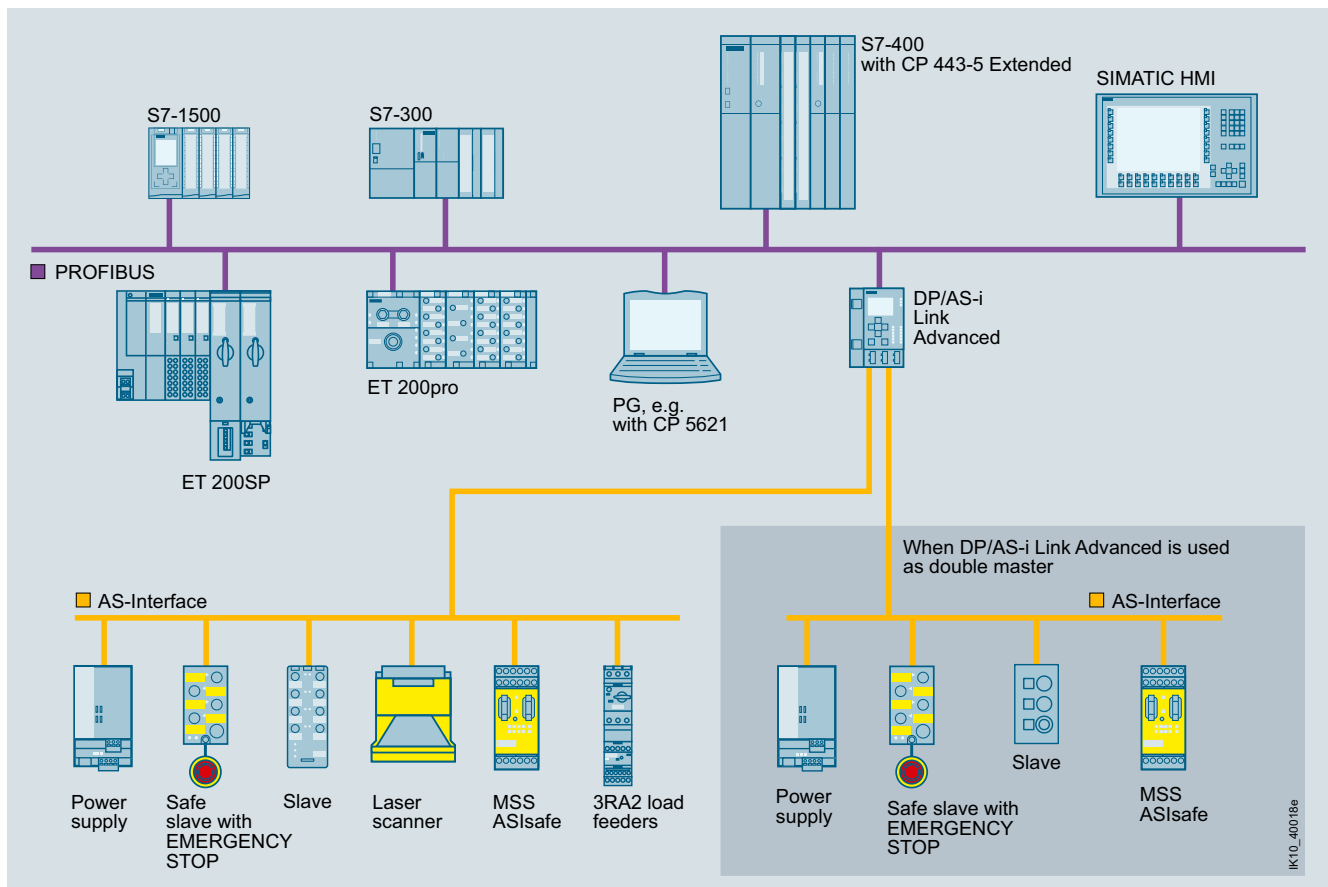 S7-400
with CP 443-5 Extended
SIMATIC HMI
S7-1500
S7-300
PROFIBUS
DP/AS-i
Link
Advanced
ET 200pro
PG, e.g.
with CP 5621
ET 200SP
When DP/AS-i Link Advanced is used
as double master
AS-Interface
AS-Interface
Power
supply
Safe
slave with
EMERGENCY
STOP
Slave
Laser
scanner
MSS
ASIsafe
3RA2 load
feeders
Power
supply
Safe slave with
EMERGENCY
STOP
Slave
MSS
ASIsafe
IK10_40018e